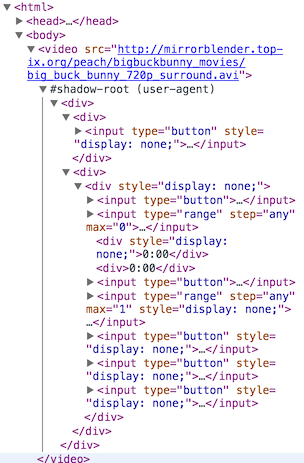 ▼<html>
▶<head>…</head>
▼<body>
▼<video src="http://mirrorblender.top-
ix.org/peach/bigbuckbunny_movies/
big_buck_bunny_720p_surround.avi">
▼#shadow-root (user-agent)
▼<div>
▼<div>
▶<input type="button" style=
"display: none;">…</input>
</div>
▼<div>
▼<div style="display: none;">
▶<input type="button">…</input>
▶<input type="range" step="any"
max="0">…</input>
<div style="display:
none;">0:00</div>
<div>0:00</div>
▶<input type="button">…</input>
▶<input type="range" step="any"
max="1" style="display: none;">
…</input>
▶<input type="button" style=
"display: none;">…</input>
▶<input type="button" style=
"display: none;">…</input>
▶<input type="button" style=
"display: none;">…</input>
</div>
</div>
</div>
</video>